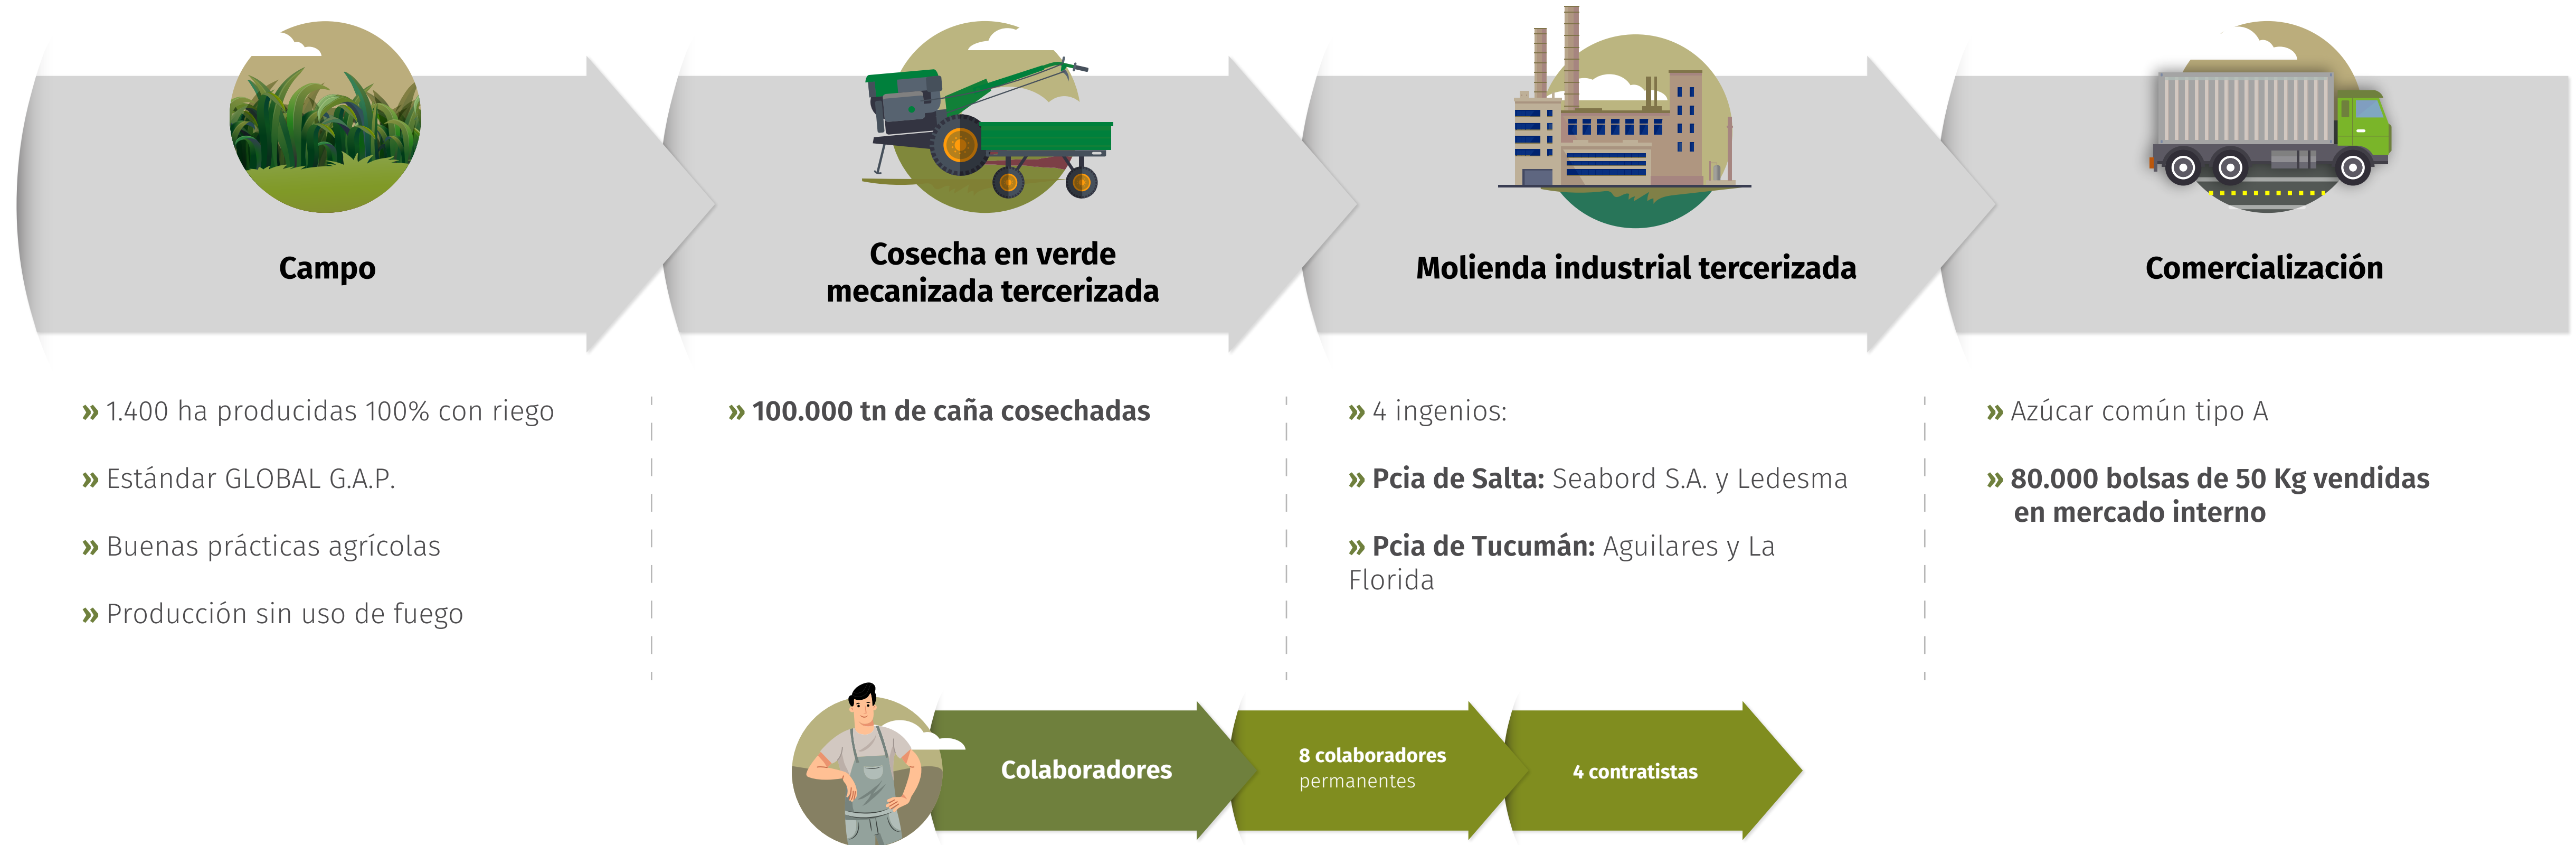 Campo
Cosecha en verde
mecanizada tercerizada
Molienda industrial tercerizada
Comercialización
» 1.400 ha producidas 100% con riego
» Estándar GLOBAL G.A.P.
» Buenas prácticas agrícolas
» Producción sin uso de fuego
» 100.000 tn de caña cosechadas
» 4 ingenios:
» Pcia de Salta: Seabord S.A. y Ledesma
» Pcia de Tucumán: Aguilares y La
Florida
» Azúcar común tipo A
» 80.000 bolsas de 50 Kg vendidas
en mercado interno
Colaboradores
8 colaboradores
permanentes
4 contratistas